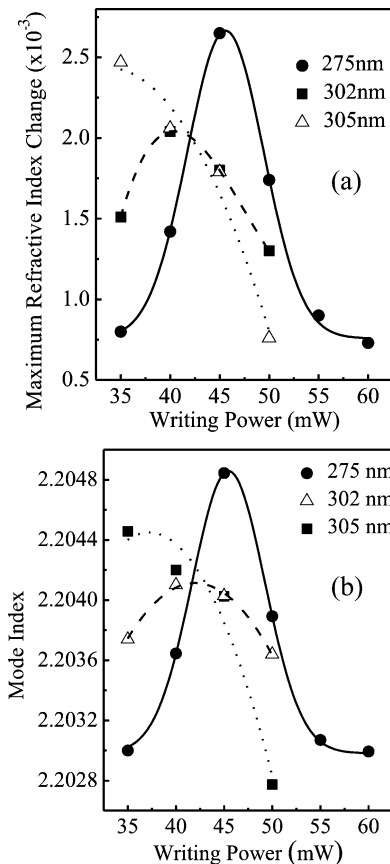 Maximum Refractive Index Change (x10⁻³)
2.5
2.0
1.5
1.0
0.5
275nm
302nm
305nm
(a)
35 40 45 50 55 60
Writing Power (mW)
Mode Index
2.2048
2.2044
2.2040
2.2036
2.2032
2.2028
275 nm
302 nm
305 nm
(b)
35 40 45 50 55 60
Writing Power (mW)